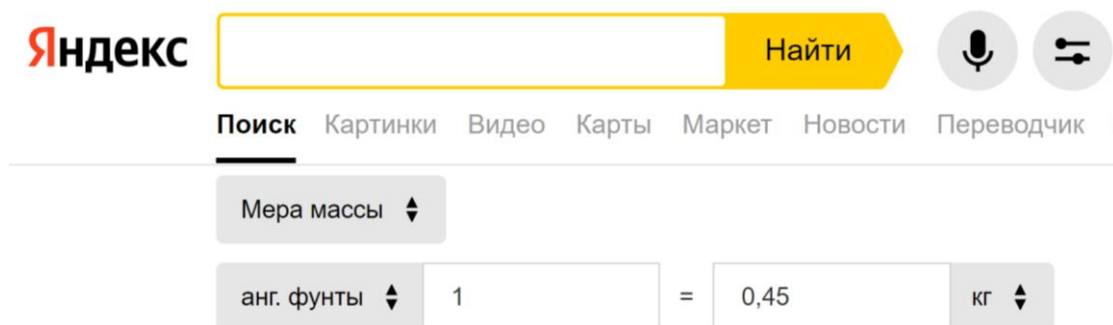 Яндекс Найти
Поиск Картинки Видео Карты Маркет Новости Переводчик
Мера массы
анг. фунты 1 = 0,45 кг